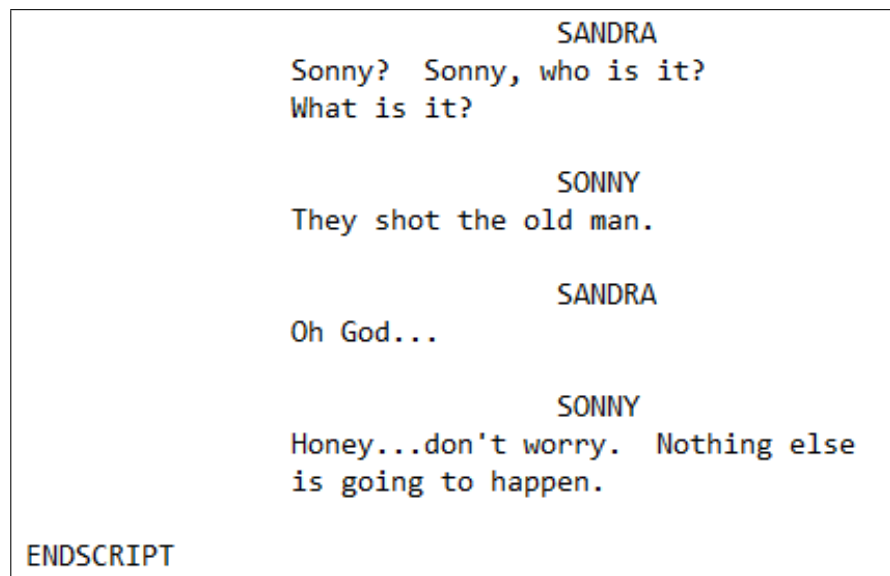 SANDRA
Sonny?  Sonny, who is it?
What is it?
SONNY
They shot the old man.
SANDRA
Oh God...
SONNY
Honey...don't worry.  Nothing else
is going to happen.
ENDSCRIPT